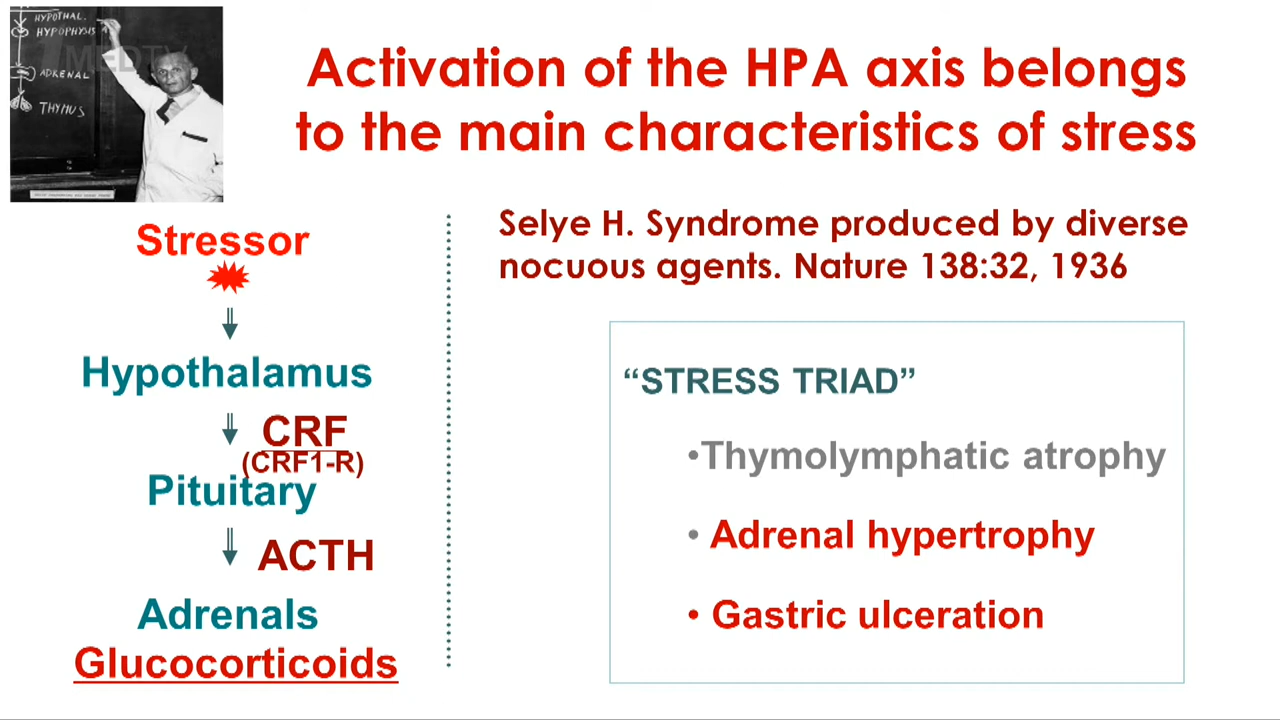 HYPOTHAL.
HYPOPHYSIS
MEDTV
ADRENAL
THYMUS
Activation of the HPA axis belongs
to the main characteristics of stress
Stressor
Hypothalamus
CRF
(CRF1-R)
Pituitary
ACTH
Adrenals
Glucocorticoids
Selye H. Syndrome produced by diverse
nocuous agents. Nature 138:32, 1936
“STRESS TRIAD”
•Thymolymphatic atrophy
• Adrenal hypertrophy
• Gastric ulceration